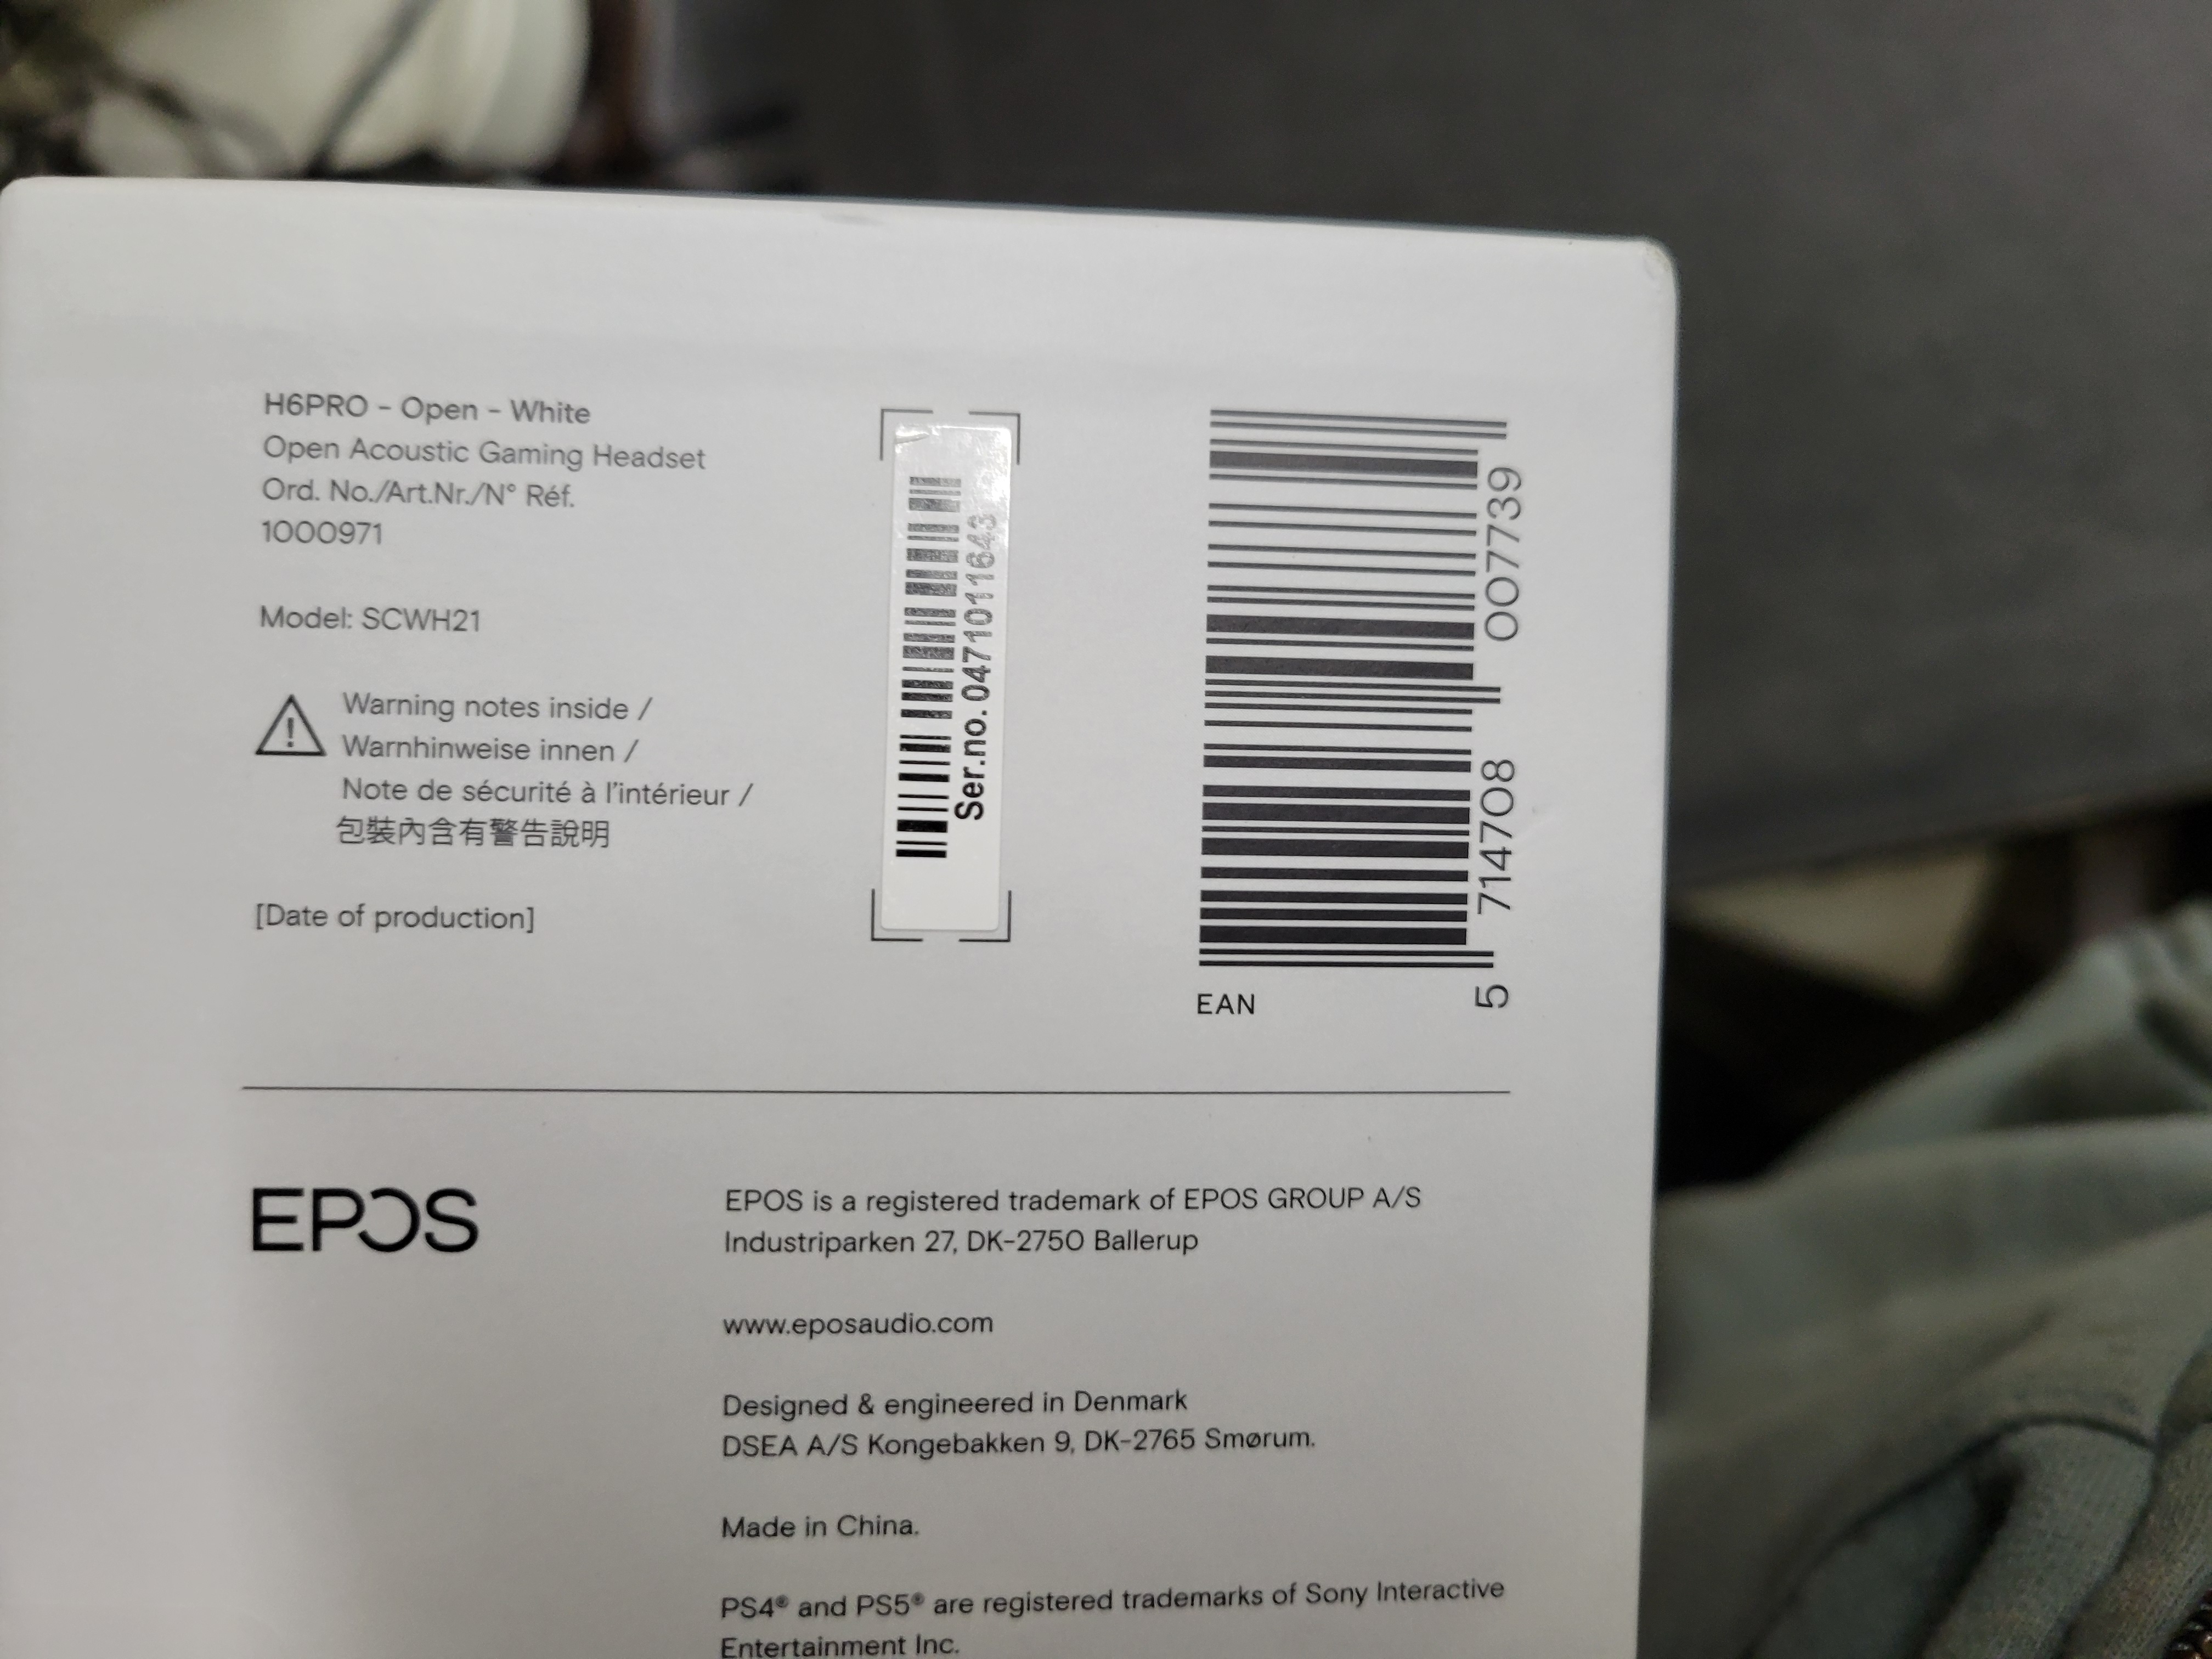 H6PRO - Open - White
Open Acoustic Gaming Headset
Ord. No./Art.Nr./N° Réf.
1000971
Model: SCWH21
Warning notes inside /
Warnhinweise innen /
Note de sécurité à l'intérieur /
包裝內含有警告說明
[Date of production]
Ser.no. 0471011643
5 714708 007739
EAN
EPOS
EPOS is a registered trademark of EPOS GROUP A/S
Industriparken 27, DK-2750 Ballerup
www.eposaudio.com
Designed & engineered in Denmark
DSEA A/S Kongebakken 9, DK-2765 Smørum.
Made in China.
PS4® and PS5® are registered trademarks of Sony Interactive
Entertainment Inc.